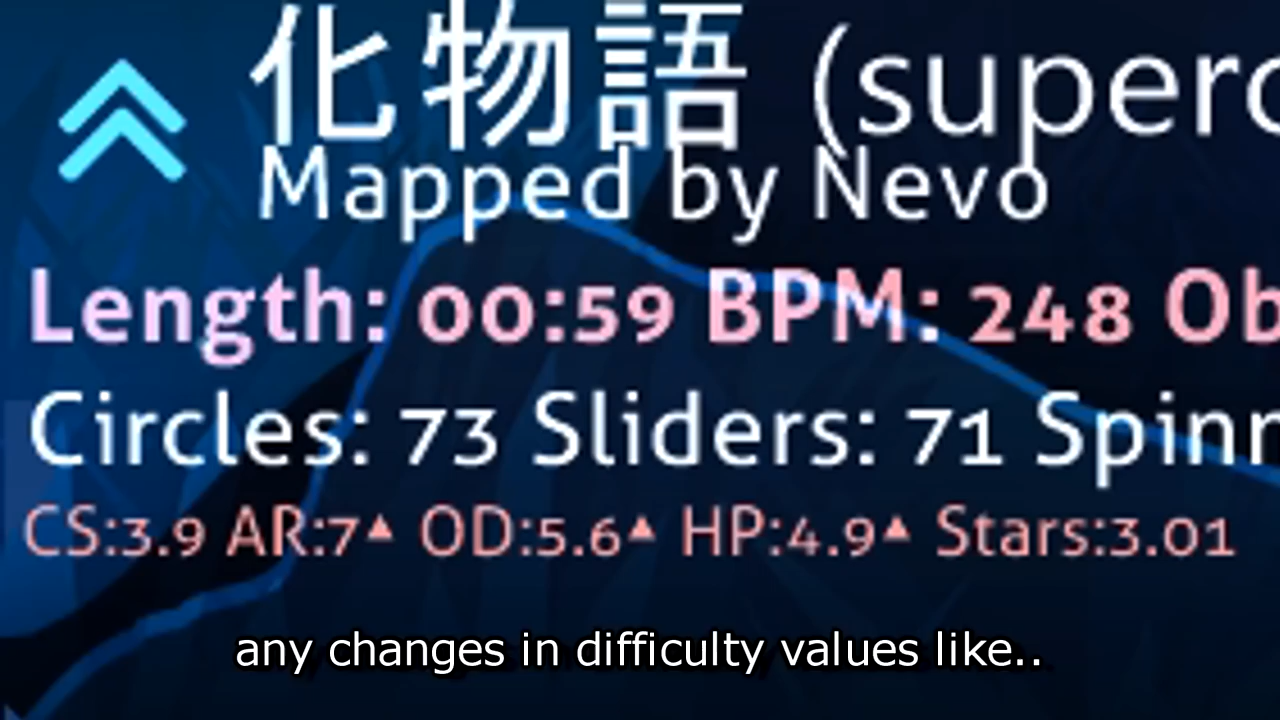 化物語 (superc
Mapped by Nevo
Length: 00:59 BPM: 248 Ob
Circles: 73 Sliders: 71 Spinn
CS:3.9 AR:7▲ OD:5.6▲ HP:4.9▲ Stars:3.01
any changes in difficulty values like..